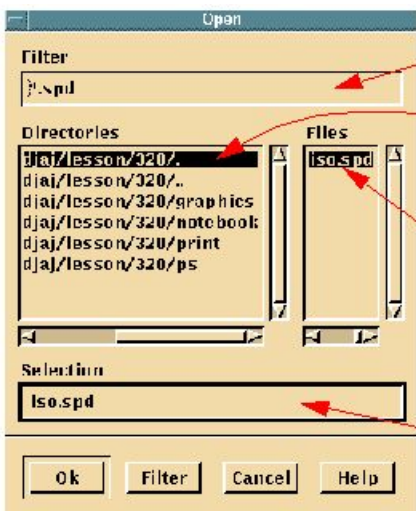 Open
Filter
*.spd
Directories
Files
djaj/lesson/320/.
djaj/lesson/320/..
djaj/lesson/320/graphics
djaj/lesson/320/notebook
djaj/lesson/320/print
djaj/lesson/320/ps
iso.spd
Selection
iso.spd
Ok
Filter
Cancel
Help